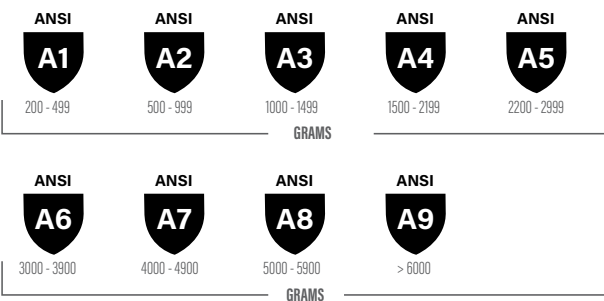 ANSI ANSI ANSI ANSI ANSI
A1 A2 A3 A4 A5
200 - 499 500 - 999 1000 - 1499 1500 - 2199 2200 - 2999
GRAMS
ANSI ANSI ANSI ANSI
A6 A7 A8 A9
3000 - 3900 4000 - 4900 5000 - 5900 > 6000
GRAMS